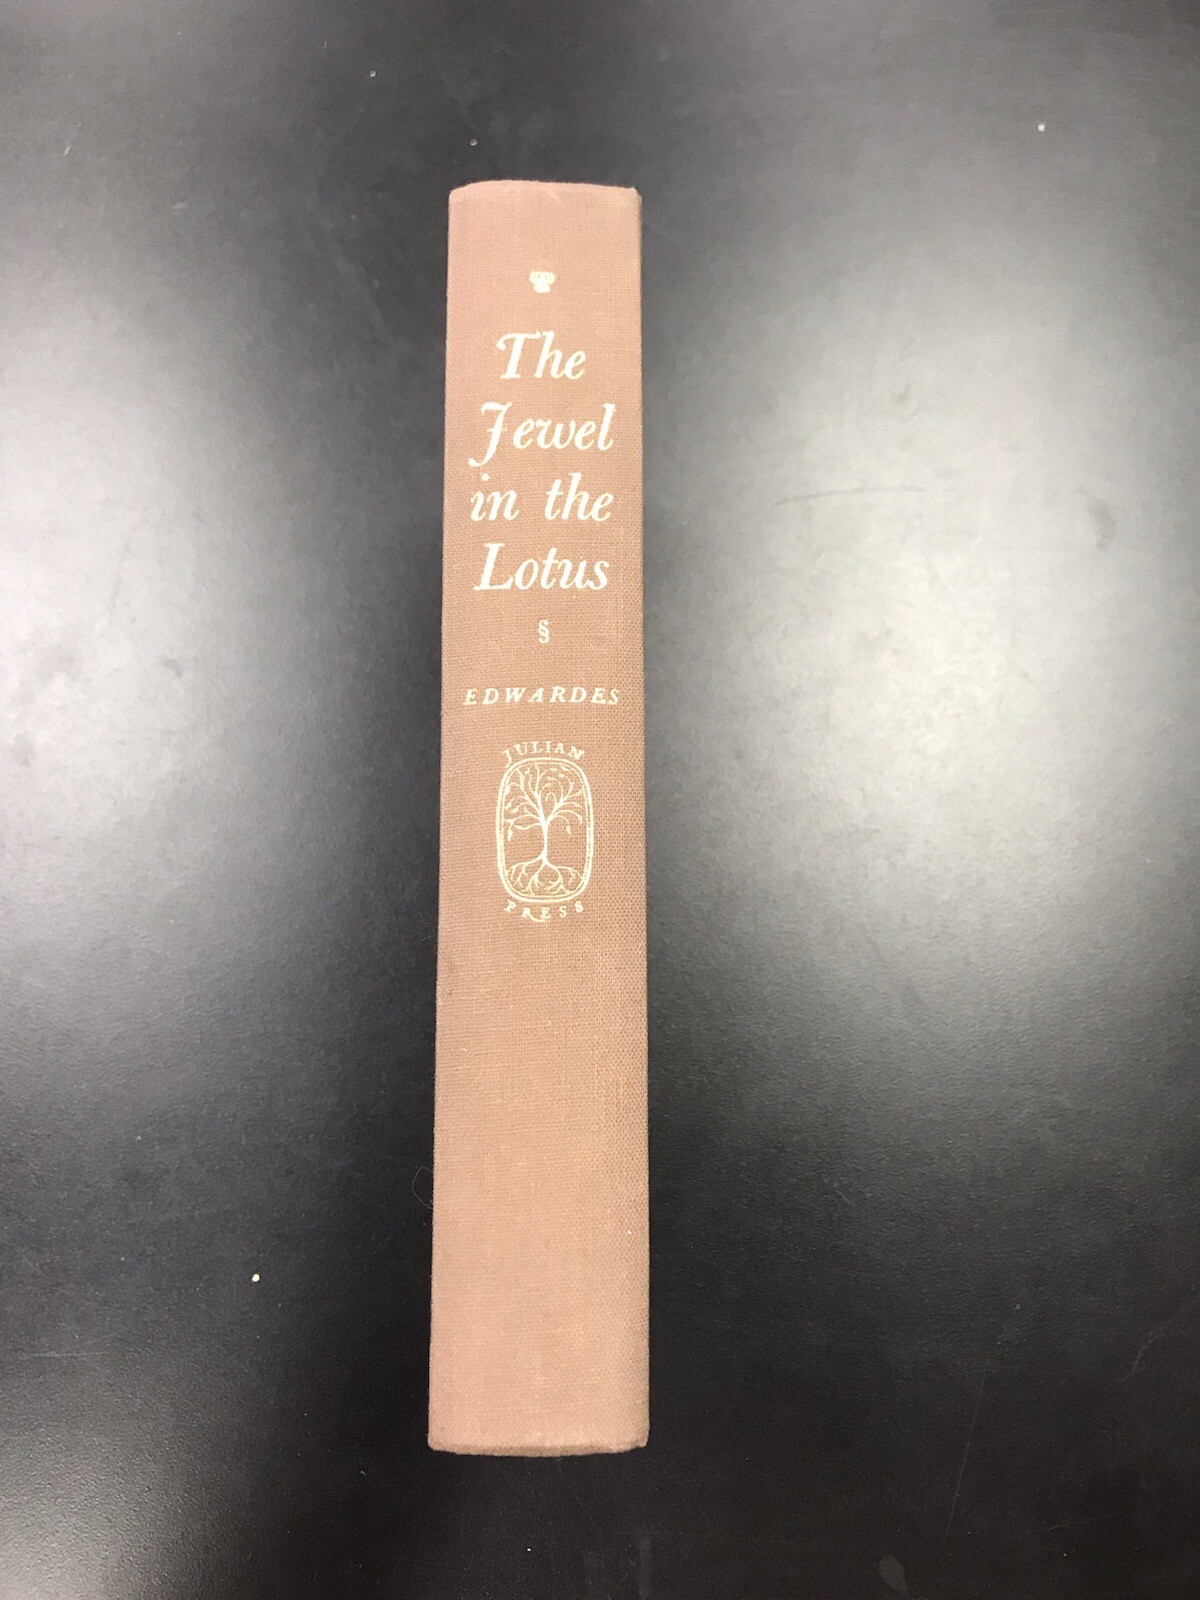 The
Jewel
in the
Lotus
§
EDWARDES
JULIAN
PRESS